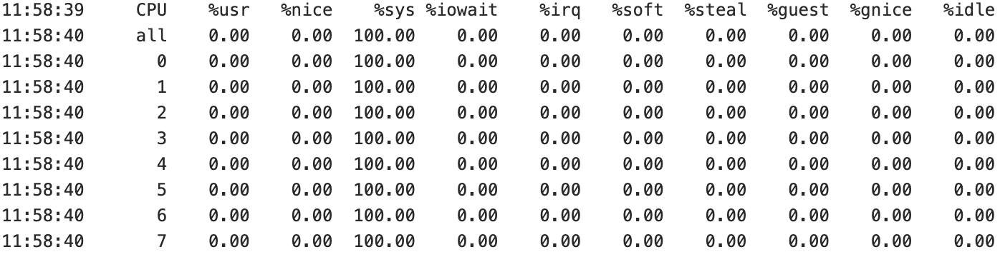 11:58:39     CPU    %usr   %nice    %sys %iowait    %irq   %soft  %steal  %guest  %gnice   %idle
11:58:40     all    0.00    0.00  100.00    0.00    0.00    0.00    0.00    0.00    0.00    0.00
11:58:40       0    0.00    0.00  100.00    0.00    0.00    0.00    0.00    0.00    0.00    0.00
11:58:40       1    0.00    0.00  100.00    0.00    0.00    0.00    0.00    0.00    0.00    0.00
11:58:40       2    0.00    0.00  100.00    0.00    0.00    0.00    0.00    0.00    0.00    0.00
11:58:40       3    0.00    0.00  100.00    0.00    0.00    0.00    0.00    0.00    0.00    0.00
11:58:40       4    0.00    0.00  100.00    0.00    0.00    0.00    0.00    0.00    0.00    0.00
11:58:40       5    0.00    0.00  100.00    0.00    0.00    0.00    0.00    0.00    0.00    0.00
11:58:40       6    0.00    0.00  100.00    0.00    0.00    0.00    0.00    0.00    0.00    0.00
11:58:40       7    0.00    0.00  100.00    0.00    0.00    0.00    0.00    0.00    0.00    0.00